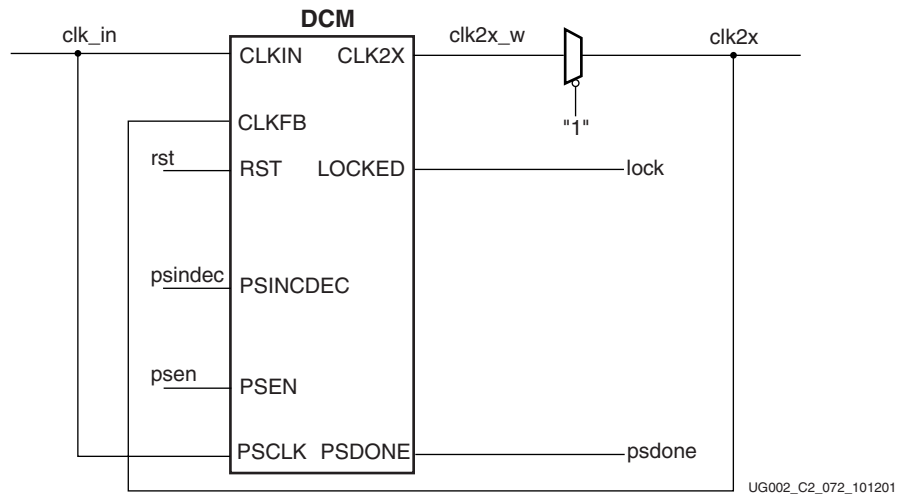 DCM
clk_in
CLKIN
CLK2X
clk2x_w
clk2x
CLKFB
"1"
rst
RST
LOCKED
lock
psindec
PSINCDEC
psen
PSEN
PSCLK
PSDONE
psdone
UG002_C2_072_101201